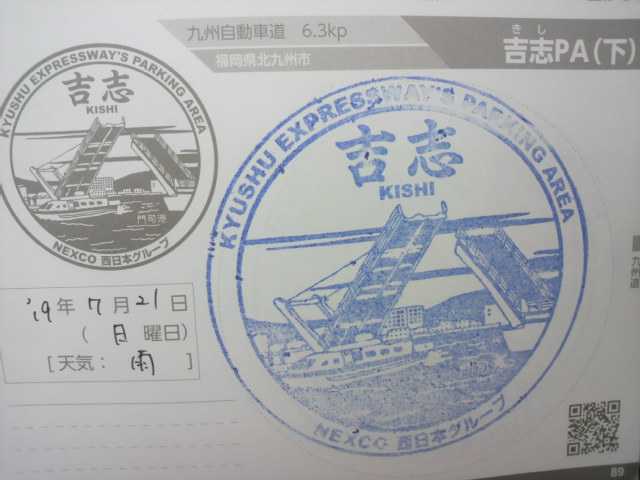 九州自動車道 6.3kp
福岡県北九州市
きし
吉志PA(下)
KYUSHU EXPRESSWAY'S PARKING AREA
吉志
KISHI
門司港
NEXCO 西日本グループ
'19年7月21日
(日曜日)
[天気: 雨 ]
KYUSHU EXPRESSWAY'S PARKING AREA
吉志
KISHI
NEXCO 西日本グループ
九州道
89